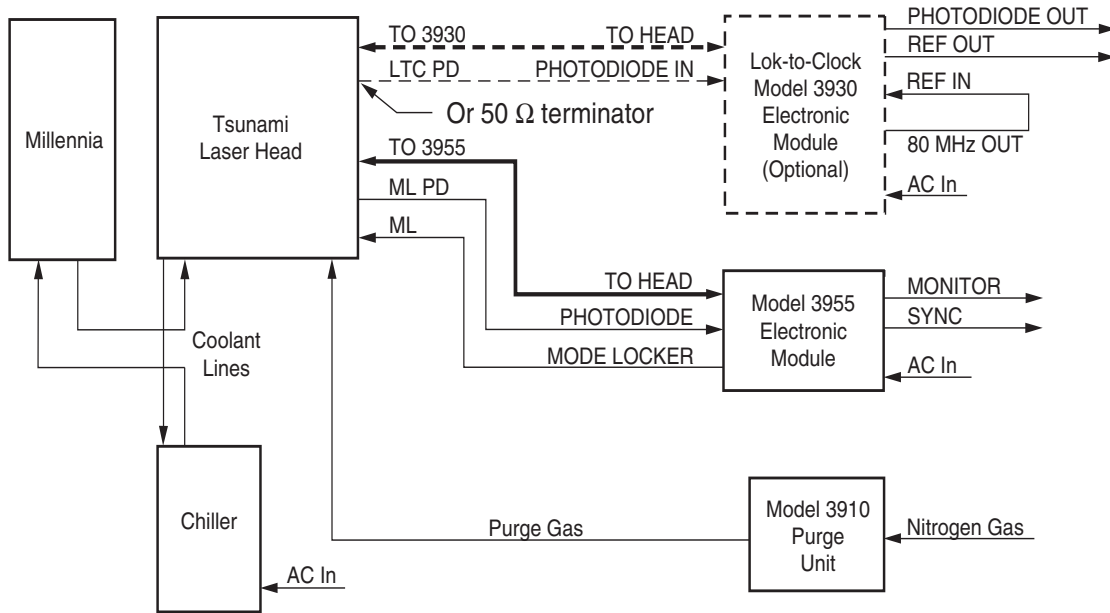 Millennia
Tsunami
Laser Head
TO 3930
TO HEAD
LTC PD
PHOTODIODE IN
Or 50 Ω terminator
TO 3955
ML PD
ML
Lok-to-Clock
Model 3930
Electronic
Module
(Optional)
PHOTODIODE OUT
REF OUT
REF IN
80 MHz OUT
AC In
TO HEAD
PHOTODIODE
MODE LOCKER
Model 3955
Electronic
Module
MONITOR
SYNC
AC In
Coolant
Lines
Chiller
AC In
Purge Gas
Model 3910
Purge
Unit
Nitrogen Gas